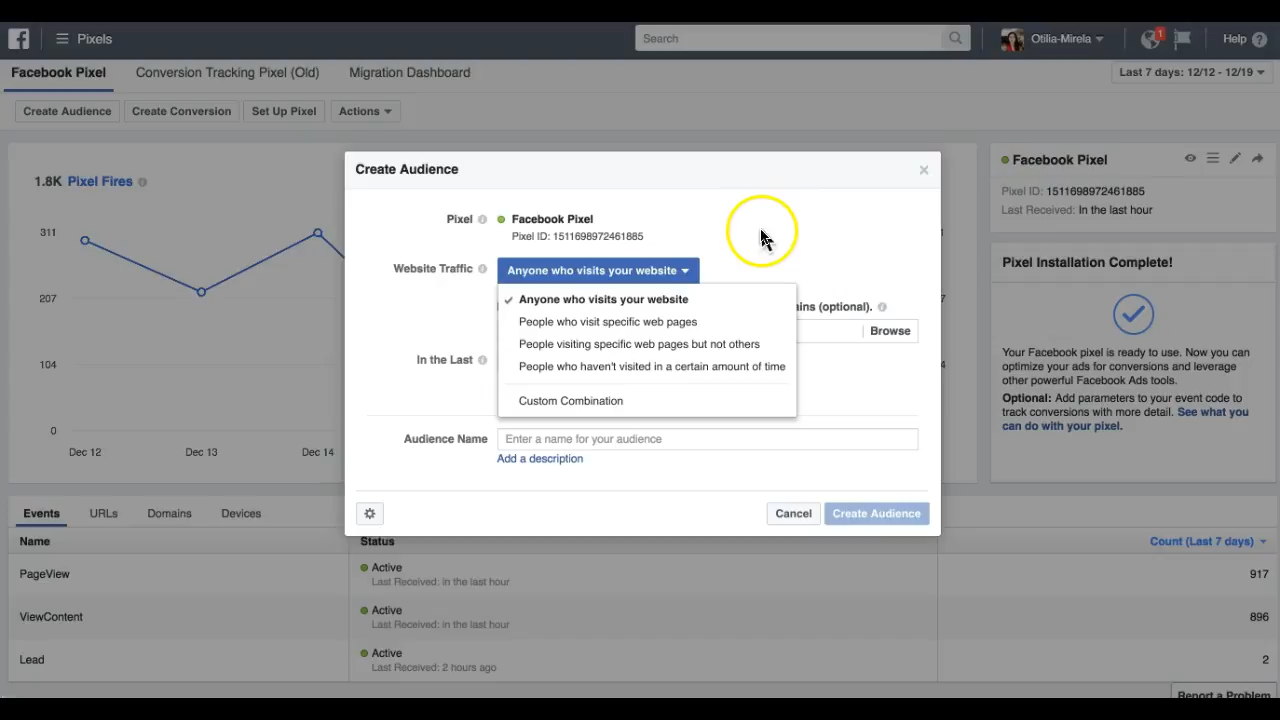 Pixels
Search
Otilia-Mirela
1
Help
Facebook Pixel
Conversion Tracking Pixel (Old)
Migration Dashboard
Last 7 days: 12/12 - 12/19
Create Audience
Create Conversion
Set Up Pixel
Actions
1.8K Pixel Fires
311
207
104
0
Dec 12
Dec 13
Dec 14
Create Audience
Pixel
Facebook Pixel
Pixel ID: 1511698972461885
Website Traffic
Anyone who visits your website
Anyone who visits your website
People who visit specific web pages
People visiting specific web pages but not others
People who haven't visited in a certain amount of time
Custom Combination
(optional).
Browse
In the Last
Audience Name
Enter a name for your audience
Add a description
Cancel
Create Audience
Facebook Pixel
Pixel ID: 1511698972461885
Last Received: In the last hour
Pixel Installation Complete!
Your Facebook pixel is ready to use. Now you can
optimize your ads for conversions and leverage
other powerful Facebook Ads tools.
Optional: Add parameters to your event code to
track conversions with more detail. See what you
can do with your pixel.
Events
URLs
Domains
Devices
Name
Status
Count (Last 7 days)
PageView
Active
Last Received: in the last hour
917
ViewContent
Active
Last Received: in the last hour
896
Lead
Active
Last Received: 2 hours ago
2
Report a Problem